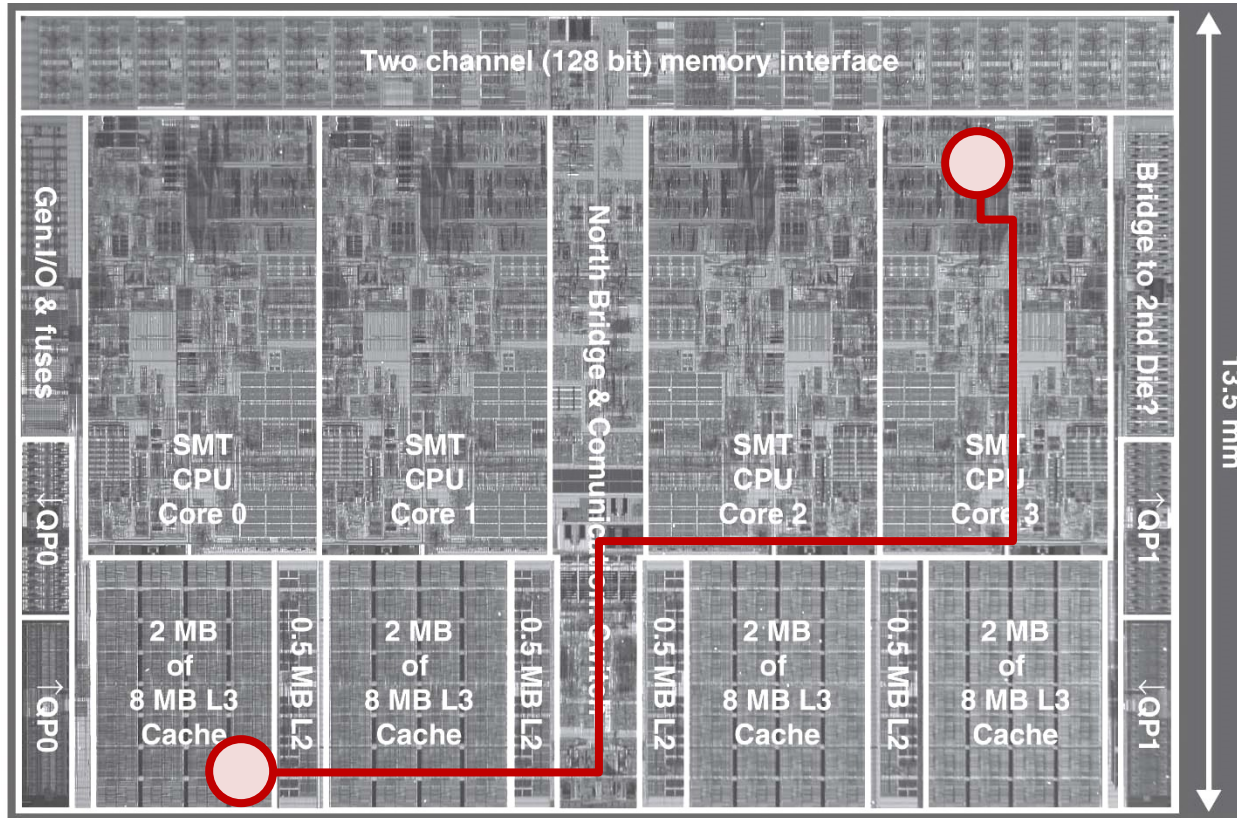 Two channel (128 bit) memory interface
Gen.I/O & fuses
SMT
CPU
Core 0
SMT
CPU
Core 1
SMT
CPU
Core 2
SMT
CPU
Core 3
Bridge to 2nd Die?
13.5 mm
↓QP0
↑QP0
2 MB
of
8 MB L3
Cache
0.5 MB L2
2 MB
of
8 MB L3
Cache
0.5 MB L2
North Bridge &
0.5 MB L2
2 MB
of
8 MB L3
Cache
0.5 MB L2
2 MB
of
8 MB L3
Cache
↑QP1
↓QP1